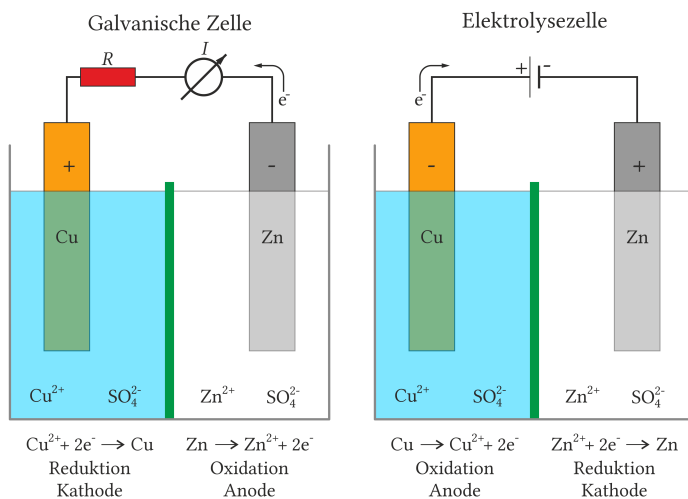 Galvanische Zelle
R
I
e⁻
+
-
Cu
Zn
Cu²⁺
SO₄²⁻
Zn²⁺
SO₄²⁻
Cu²⁺+ 2e⁻ → Cu
Reduktion
Kathode
Zn → Zn²⁺+ 2e⁻
Oxidation
Anode
Elektrolysezelle
e⁻
+
-
-
+
Cu
Zn
Cu²⁺
SO₄²⁻
Zn²⁺
SO₄²⁻
Cu → Cu²⁺+ 2e⁻
Oxidation
Anode
Zn²⁺+ 2e⁻ → Zn
Reduktion
Kathode